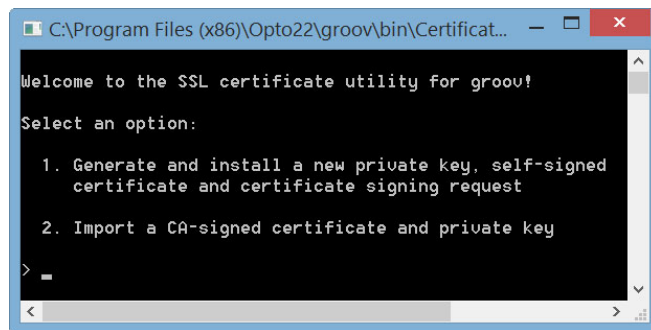 C:\Program Files (x86)\Opto22\groov\bin\Certificat...
Welcome to the SSL certificate utility for groov!
Select an option:
1. Generate and install a new private key, self-signed
certificate and certificate signing request
2. Import a CA-signed certificate and private key
> _